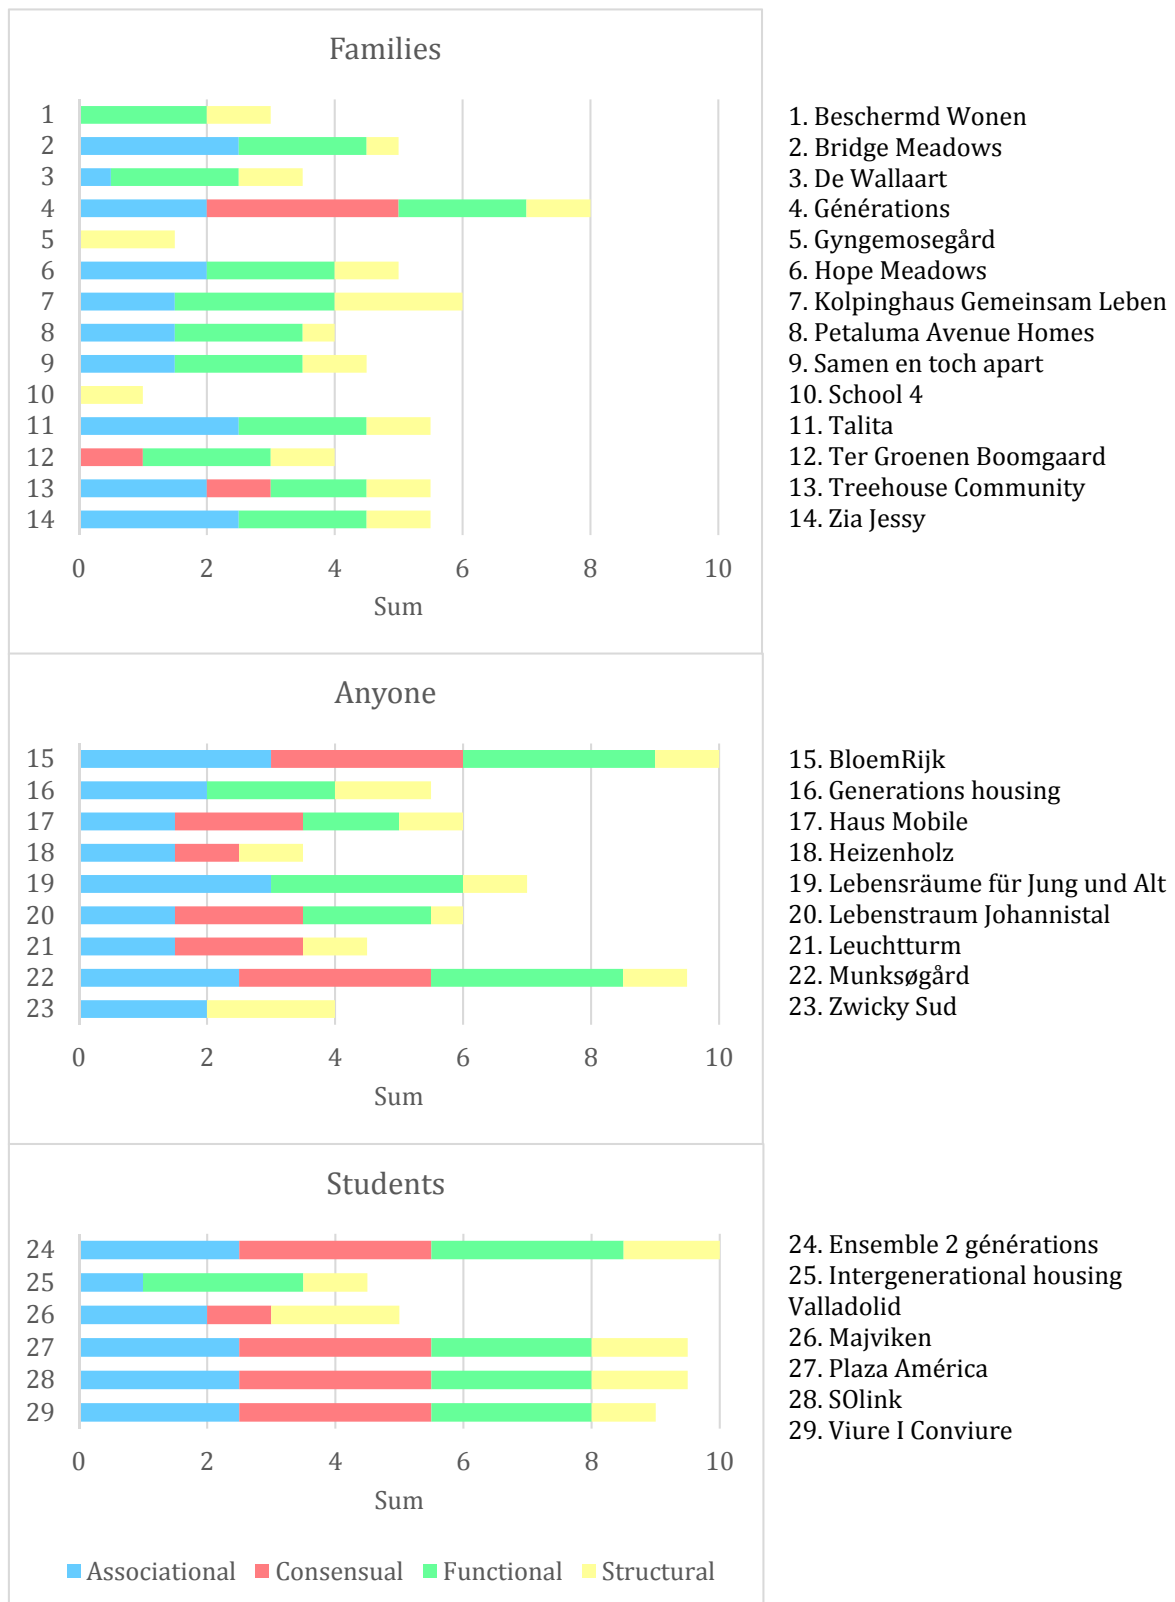 Families
1
2
3
4
5
6
7
8
9
10
11
12
13
14
0 2 4 6 8 10
Sum
1. Beschermd Wonen
2. Bridge Meadows
3. De Wallaart
4. Générations
5. Gyngemosegård
6. Hope Meadows
7. Kolpinghaus Gemeinsam Leben
8. Petaluma Avenue Homes
9. Samen en toch apart
10. School 4
11. Talita
12. Ter Groenen Boomgaard
13. Treehouse Community
14. Zia Jessy
Anyone
15
16
17
18
19
20
21
22
23
0 2 4 6 8 10
Sum
15. BloemRijk
16. Generations housing
17. Haus Mobile
18. Heizenholz
19. Lebensräume für Jung und Alt
20. Lebenstraum Johannistal
21. Leuchtturm
22. Munksøgård
23. Zwicky Sud
Students
24
25
26
27
28
29
0 2 4 6 8 10
Sum
24. Ensemble 2 générations
25. Intergenerational housing
Valladolid
26. Majviken
27. Plaza América
28. SOlink
29. Viure I Conviure
Associational Consensual Functional Structural